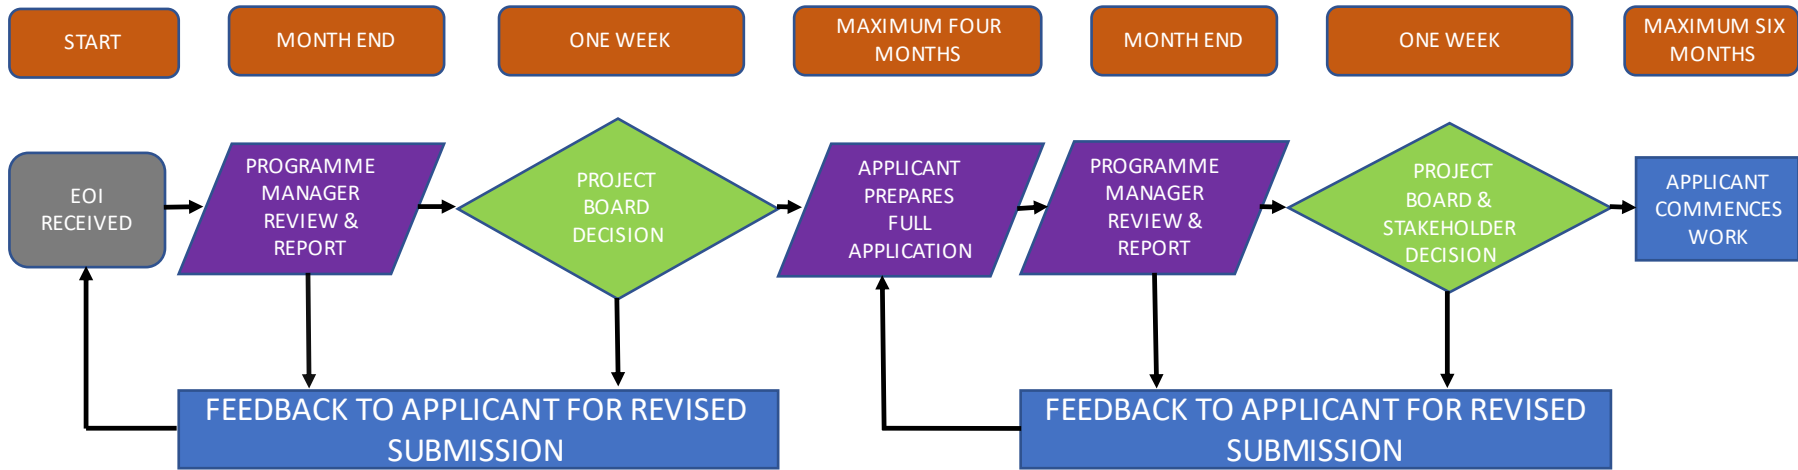 START
MONTH END
ONE WEEK
MAXIMUM FOUR
MONTHS
MONTH END
ONE WEEK
MAXIMUM SIX
MONTHS
EOI
RECEIVED
PROGRAMME
MANAGER
REVIEW &
REPORT
PROJECT
BOARD
DECISION
APPLICANT
PREPARES
FULL
APPLICATION
PROGRAMME
MANAGER
REVIEW &
REPORT
PROJECT
BOARD &
STAKEHOLDER
DECISION
APPLICANT
COMMENCES
WORK
FEEDBACK TO APPLICANT FOR REVISED
SUBMISSION
FEEDBACK TO APPLICANT FOR REVISED
SUBMISSION